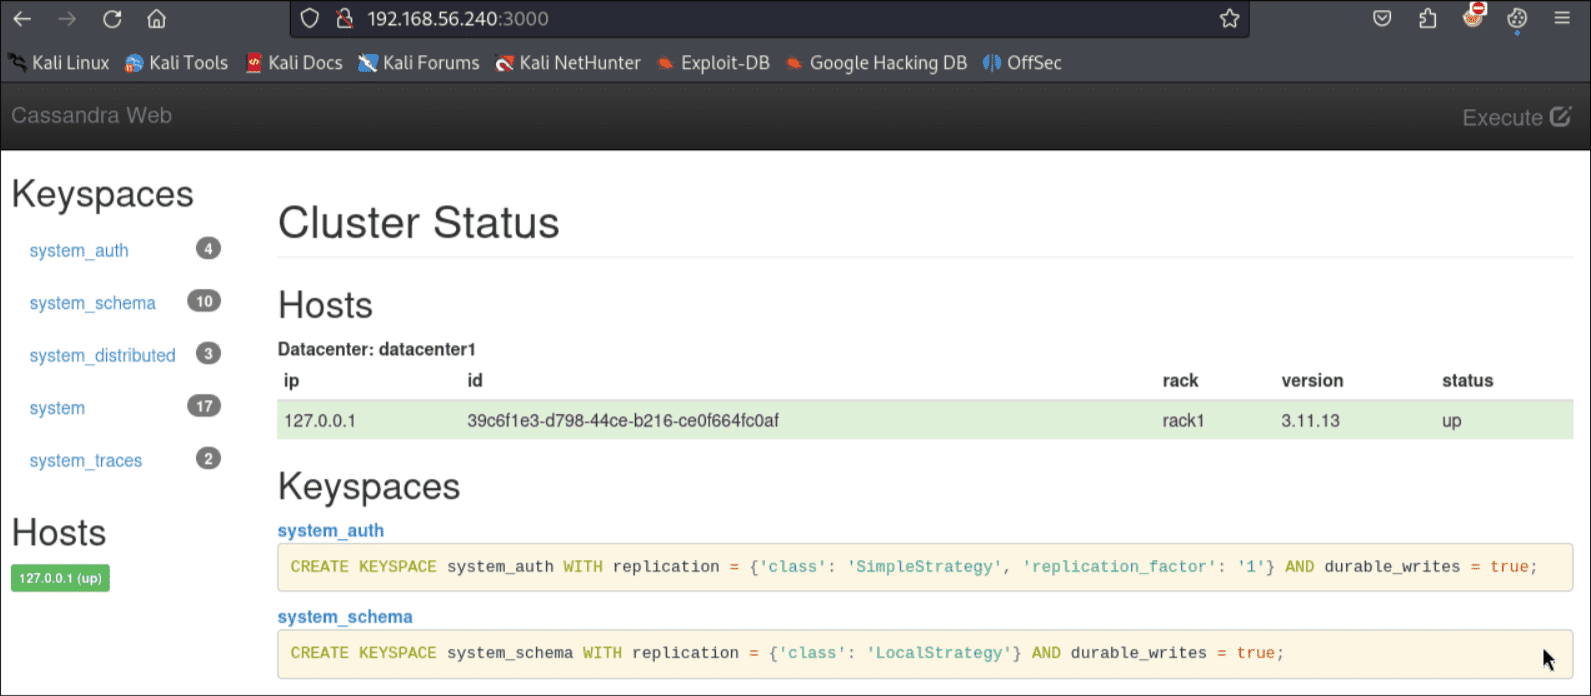 192.168.56.240:3000
Kali Linux Kali Tools Kali Docs Kali Forums Kali NetHunter Exploit-DB Google Hacking DB OffSec
Cassandra Web Execute
Keyspaces
system_auth 4
system_schema 10
system_distributed 3
system 17
system_traces 2
Hosts
127.0.0.1 (up)
Cluster Status
Hosts
Datacenter: datacenter1
ip id rack version status
127.0.0.1 39c6f1e3-d798-44ce-b216-ce0f664fc0af rack1 3.11.13 up
Keyspaces
system_auth
CREATE KEYSPACE system_auth WITH replication = {'class': 'SimpleStrategy', 'replication_factor': '1'} AND durable_writes = true;
system_schema
CREATE KEYSPACE system_schema WITH replication = {'class': 'LocalStrategy'} AND durable_writes = true;